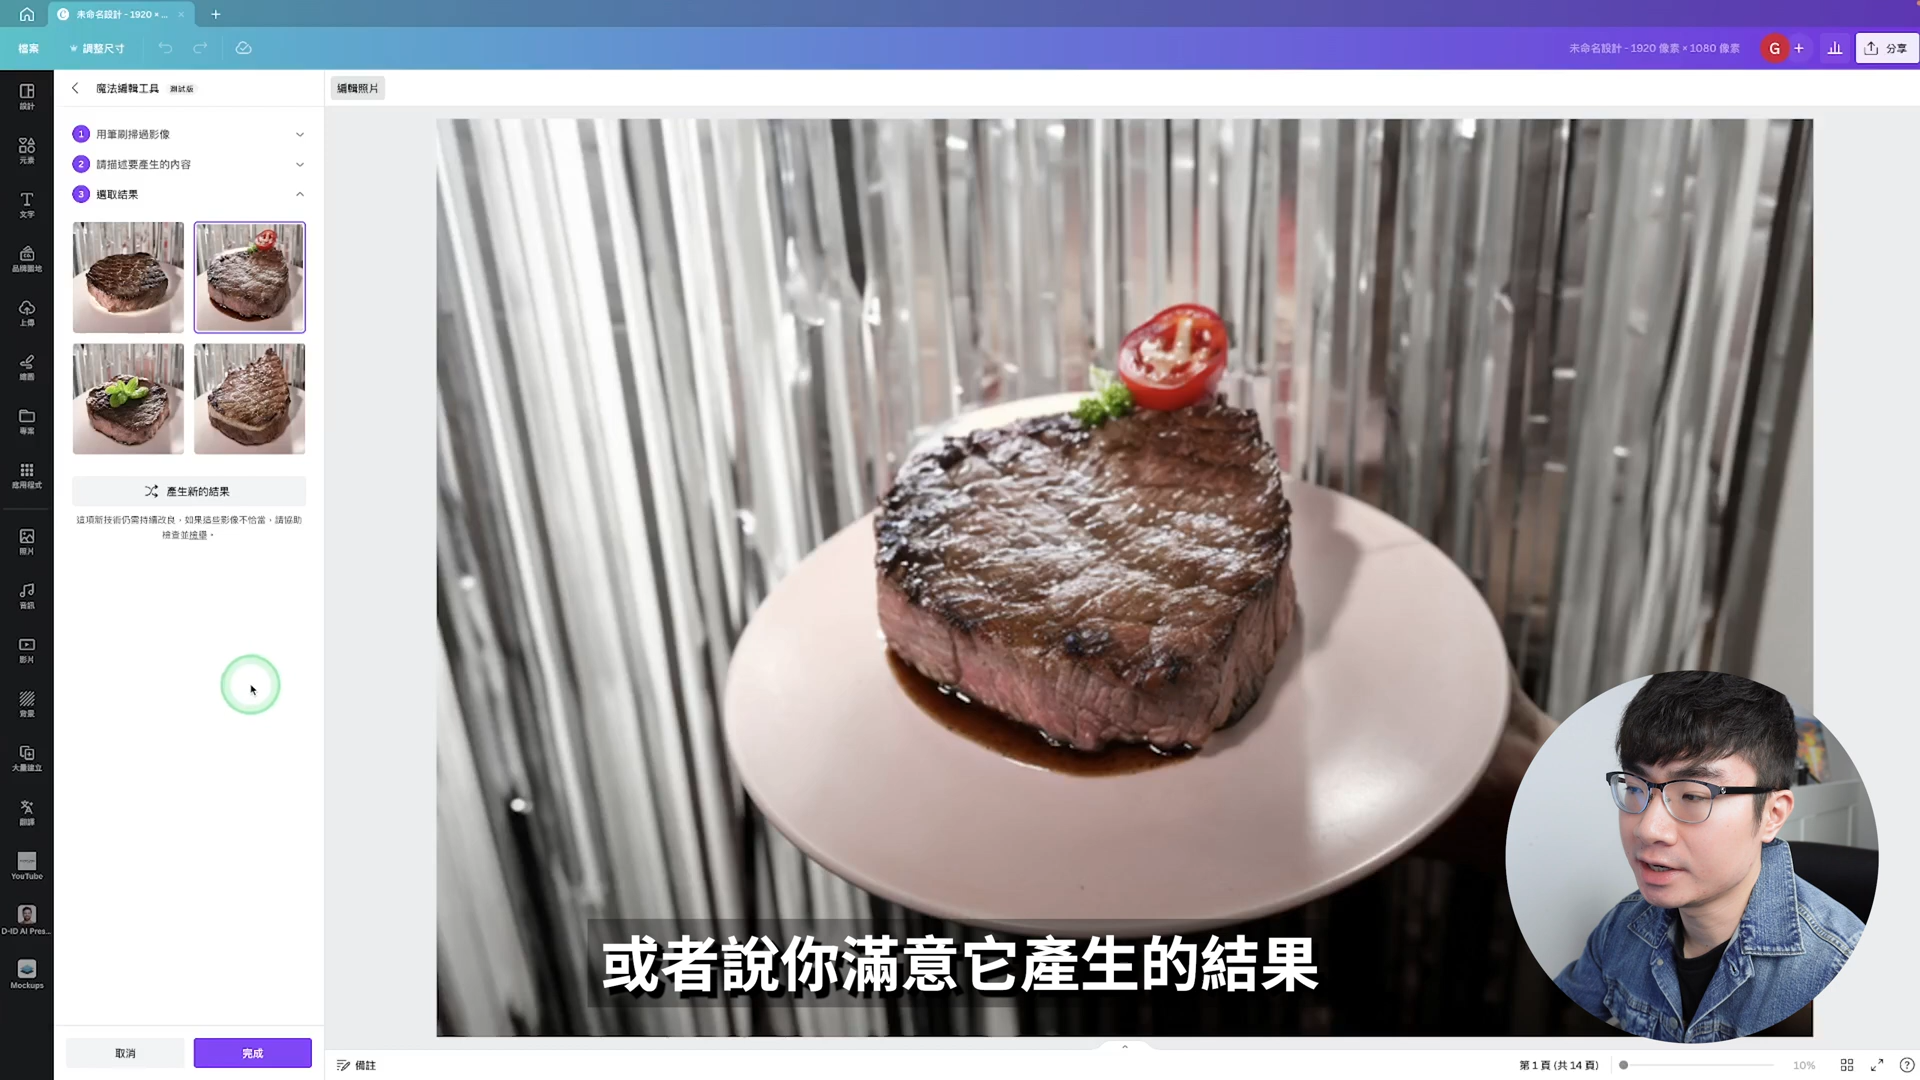 未命名設計 - 1920 × ...
檔案
調整尺寸
未命名設計 - 1920 像素 × 1080 像素
G
分享
設計
元素
文字
品牌園地
上傳
繪圖
專案
應用程式
照片
音訊
影片
背景
大量建立
翻譯
YouTube
D-ID AI Pres...
Mockups
魔法編輯工具 測試版
1 用筆刷掃過影像
2 請描述要產生的內容
3 選取結果
產生新的結果
這項新技術仍需持續改良，如果這些影像不恰當，請協助
檢查並檢舉。
取消
完成
編輯照片
或者說你滿意它產生的結果
備註
第 1 頁 (共 14 頁)
10%